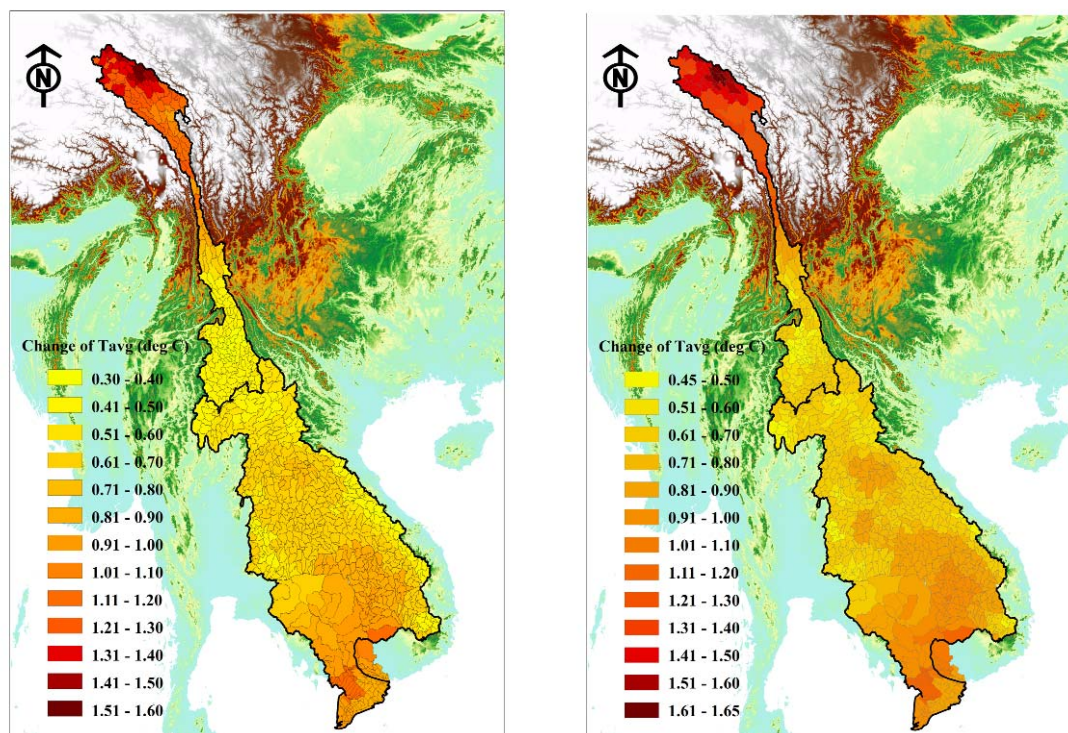 N
Change of Tavg (deg C)
0.30 - 0.40
0.41 - 0.50
0.51 - 0.60
0.61 - 0.70
0.71 - 0.80
0.81 - 0.90
0.91 - 1.00
1.01 - 1.10
1.11 - 1.20
1.21 - 1.30
1.31 - 1.40
1.41 - 1.50
1.51 - 1.60
N
Change of Tavg (deg C)
0.45 - 0.50
0.51 - 0.60
0.61 - 0.70
0.71 - 0.80
0.81 - 0.90
0.91 - 1.00
1.01 - 1.10
1.11 - 1.20
1.21 - 1.30
1.31 - 1.40
1.41 - 1.50
1.51 - 1.60
1.61 - 1.65